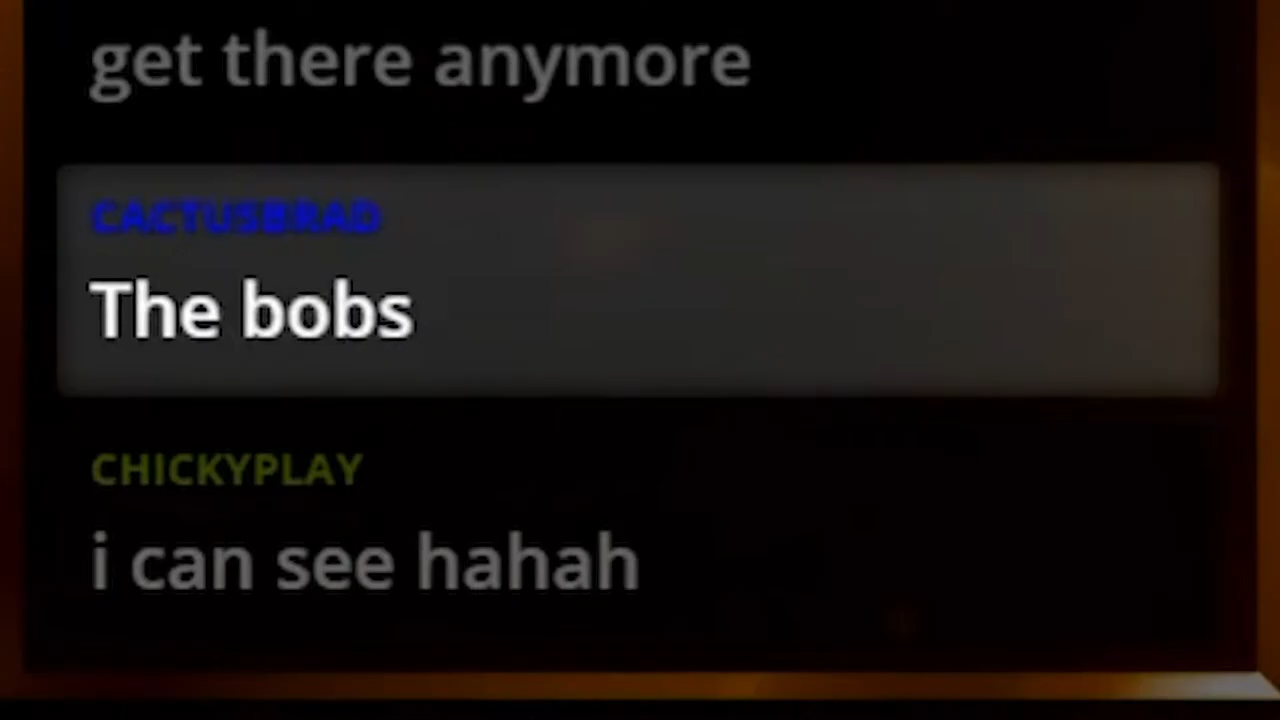 get there anymore
CACTUSBRAD
The bobs
CHICKYPLAY
i can see hahah